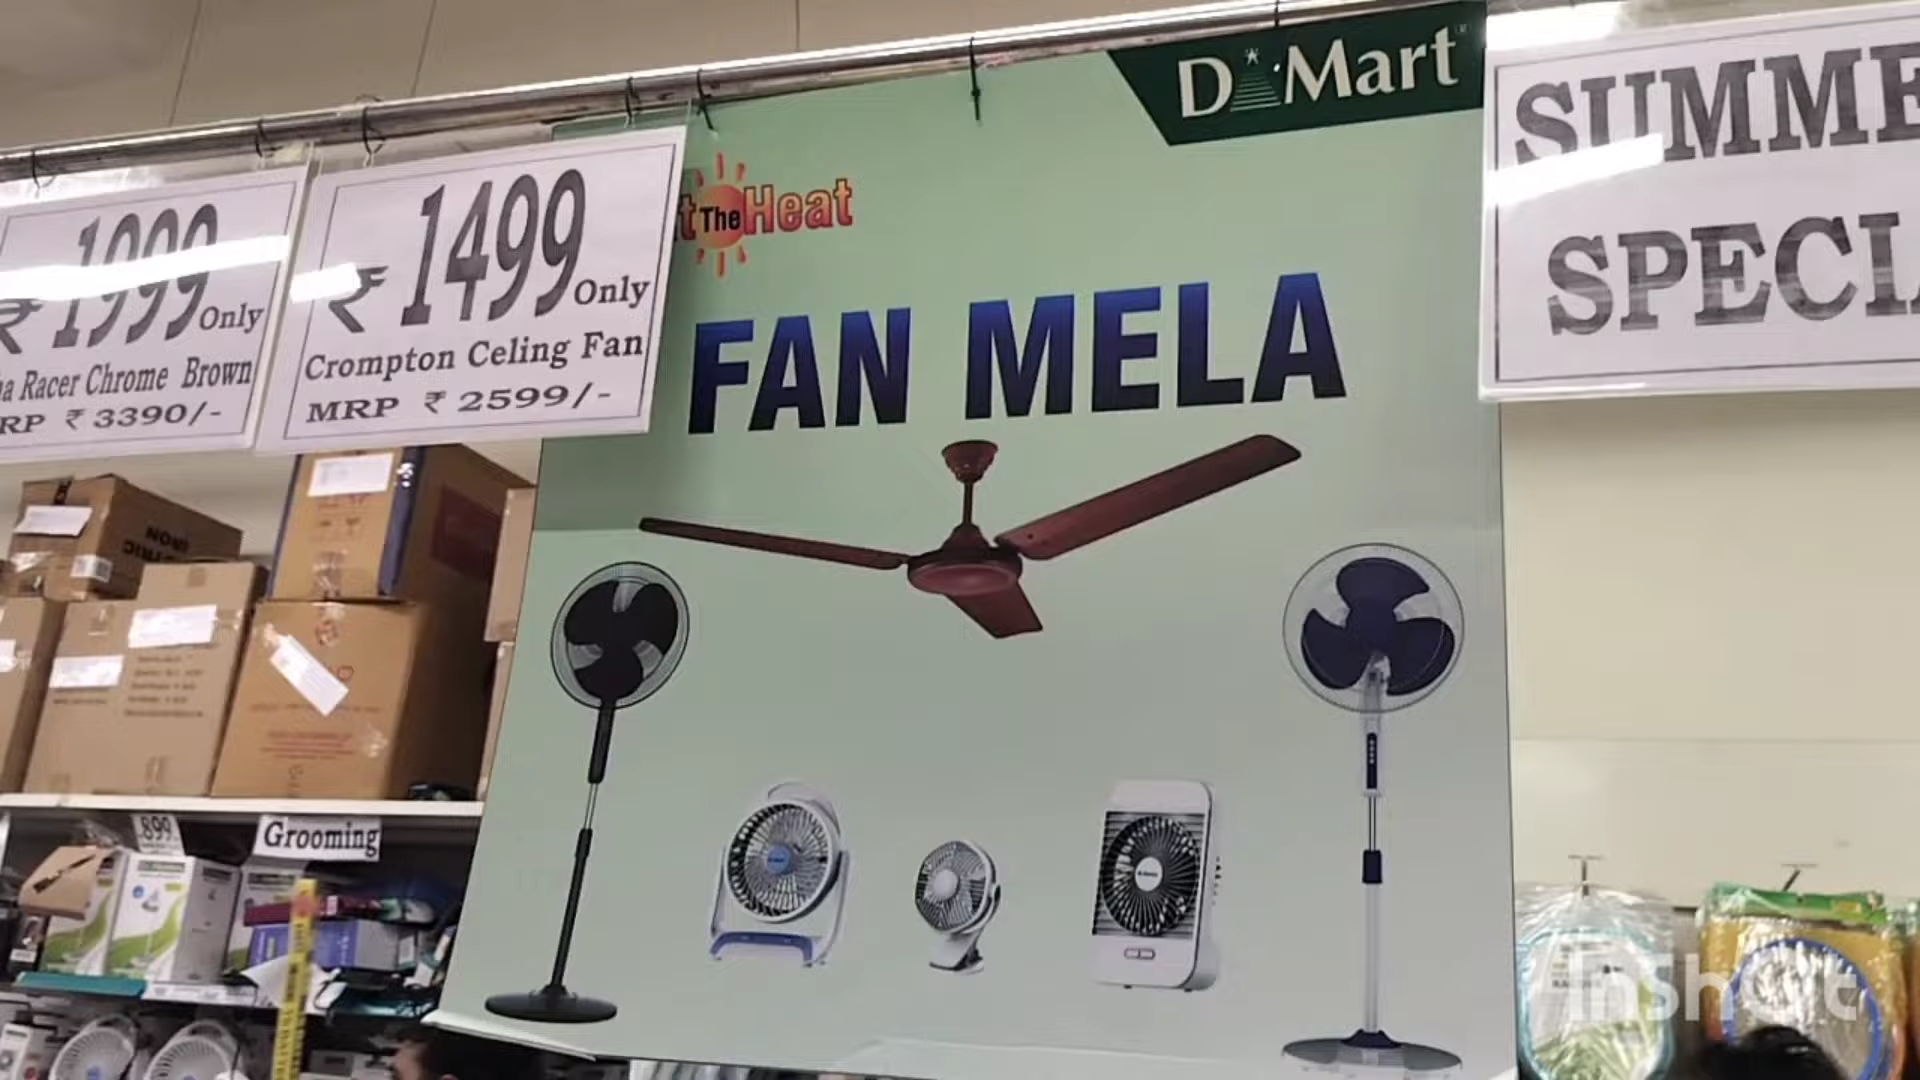 D Mart
SUMME
SPECI
₹ 1999 Only
Racer Chrome Brown
RP ₹ 3390/-
₹ 1499 Only
Crompton Celing Fan
MRP ₹ 2599/-
t The Heat
FAN MELA
899
Grooming
InShot